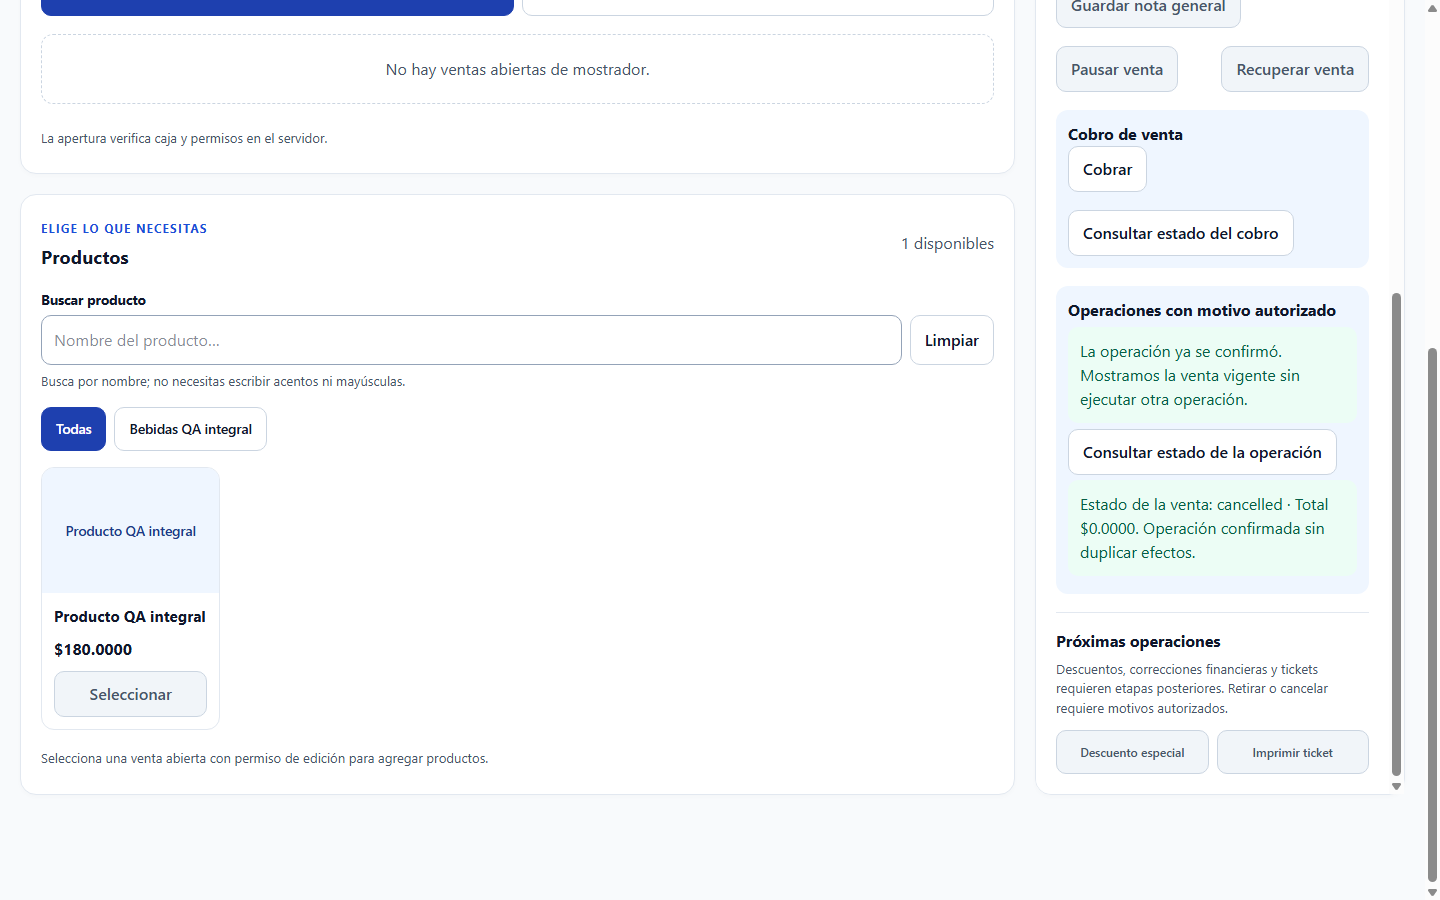 No hay ventas abiertas de mostrador.
La apertura verifica caja y permisos en el servidor.
ELIGE LO QUE NECESITAS
Productos
1 disponibles
Buscar producto
Nombre del producto...
Limpiar
Busca por nombre; no necesitas escribir acentos ni mayúsculas.
Todas
Bebidas QA integral
Producto QA integral
Producto QA integral
$180.0000
Seleccionar
Selecciona una venta abierta con permiso de edición para agregar productos.
Guardar nota general
Pausar venta
Recuperar venta
Cobro de venta
Cobrar
Consultar estado del cobro
Operaciones con motivo autorizado
La operación ya se confirmó.
Mostramos la venta vigente sin
ejecutar otra operación.
Consultar estado de la operación
Estado de la venta: cancelled · Total
$0.0000. Operación confirmada sin
duplicar efectos.
Próximas operaciones
Descuentos, correcciones financieras y tickets
requieren etapas posteriores. Retirar o cancelar
requiere motivos autorizados.
Descuento especial
Imprimir ticket